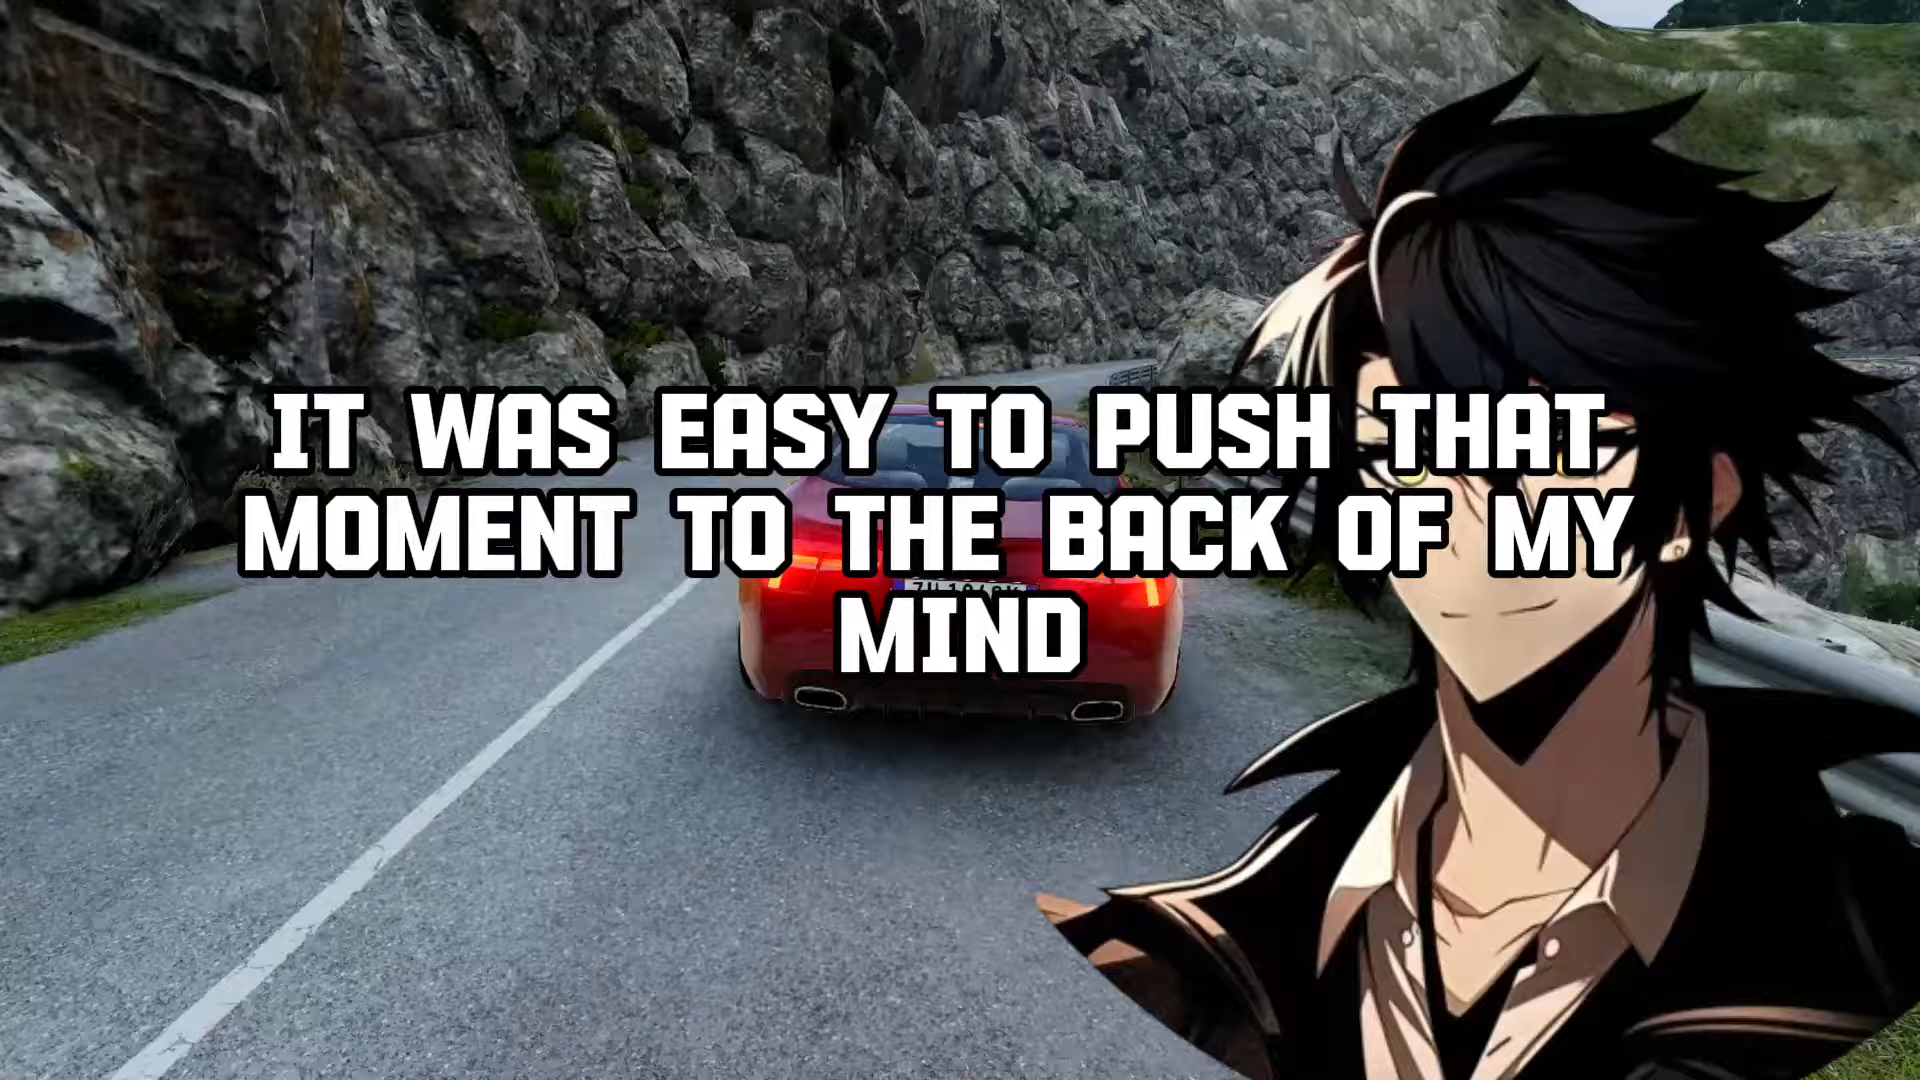 IT WAS EASY TO PUSH THAT
MOMENT TO THE BACK OF MY
MIND